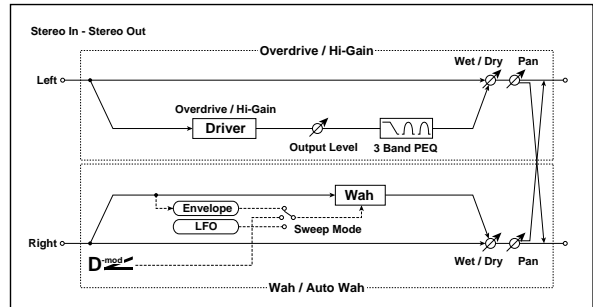 Stereo In - Stereo Out
Overdrive / Hi-Gain
Wet / Dry
Pan
Left
Overdrive / Hi-Gain
Driver
Output Level
3 Band PEQ
Wah
Envelope
LFO
Sweep Mode
Right
D-mod
Wet / Dry
Pan
Wah / Auto Wah